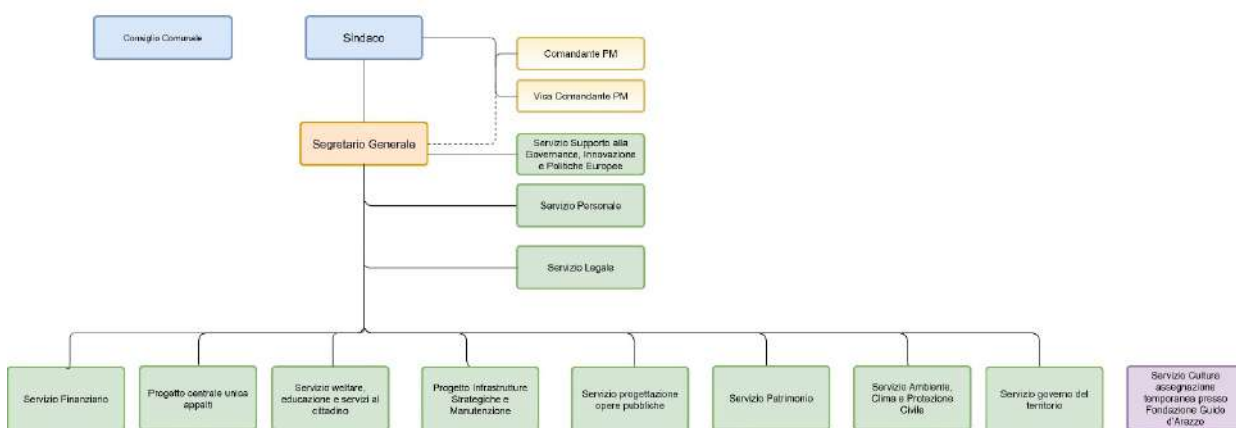 Consiglio Comunale
Sindaco
Comandante PM
Vice Comandante PM
Segretario Generale
Servizio Supporto alla
Governance, Innovazione
e Politiche Europee
Servizio Personale
Servizio Legale
Servizio Finanziario
Progetto centrale unica
appalti
Servizio welfare,
educazione e servizi al
cittadino
Progetto Infrastrutture
Strategiche e
Manutenzione
Servizio progettazione
opere pubbliche
Servizio Patrimonio
Servizio Ambiente,
Clima e Protezione
Civile
Servizio governo del
territorio
Servizio Cultura
assegnazione
temporanea presso
Fondazione Guido
d'Arezzo